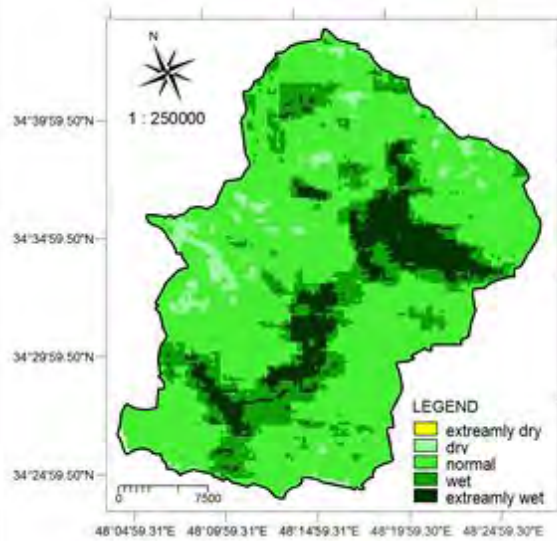 N
1 : 250000
34°39'59.50"N
34°34'59.50"N
34°29'59.50"N
34°24'59.50"N
LEGEND
extreamly dry
dry
normal
wet
extreamly wet
0 7500
48°04'59.31"E 48°09'59.31"E 48°14'59.31"E 48°19'59.30"E 48°24'59.30"E